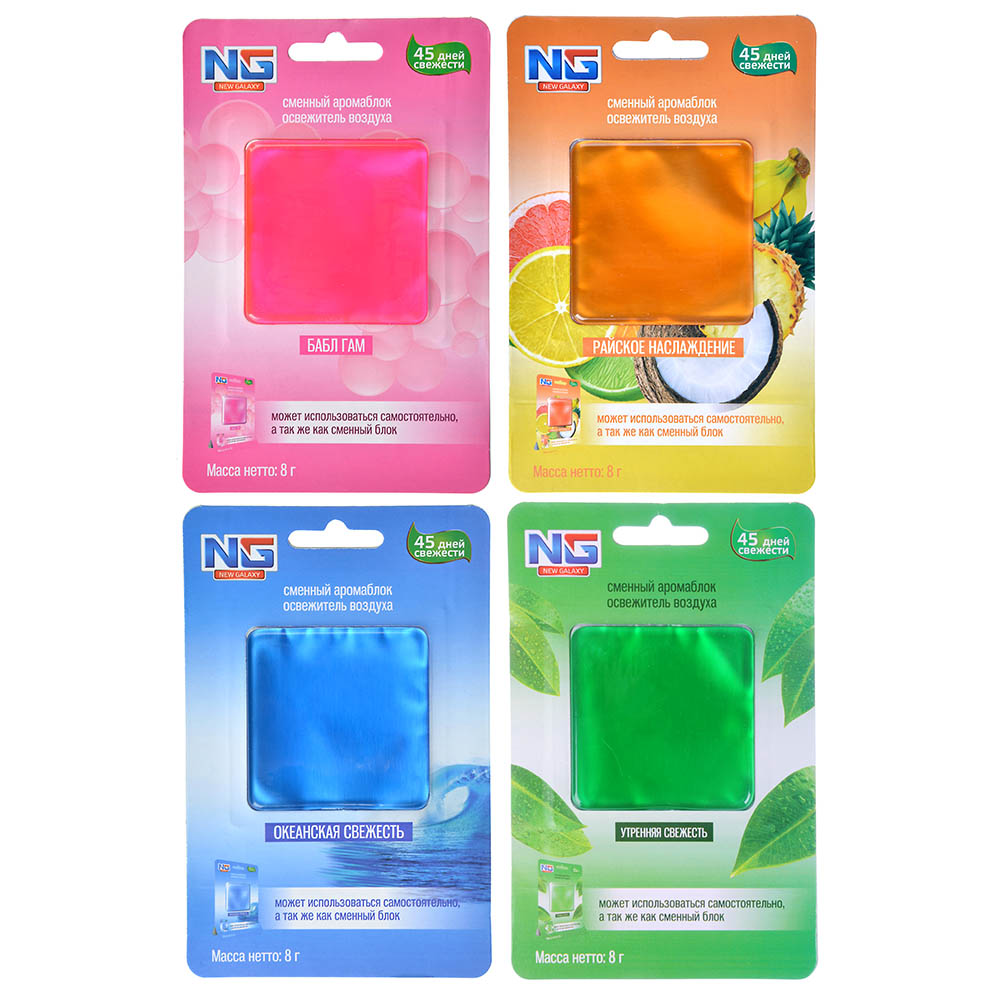 NG
NEW GALAXY
45 дней
свежести
сменный аромаблок
освежитель воздуха
БАБЛ ГАМ
может использоваться самостоятельно,
а так же как сменный блок
Масса нетто: 8 г
NG
NEW GALAXY
45 дней
свежести
сменный аромаблок
освежитель воздуха
РАЙСКОЕ НАСЛАЖДЕНИЕ
может использоваться самостоятельно,
а так же как сменный блок
Масса нетто: 8 г
NG
NEW GALAXY
45 дней
свежести
сменный аромаблок
освежитель воздуха
ОКЕАНСКАЯ СВЕЖЕСТЬ
NG
может использоваться самостоятельно,
а так же как сменный блок
Масса нетто: 8 г
NG
NEW GALAXY
45 дней
свежести
сменный аромаблок
освежитель воздуха
УТРЕННЯЯ СВЕЖЕСТЬ
NG
может использоваться самостоятельно,
а так же как сменный блок
Масса нетто: 8 г